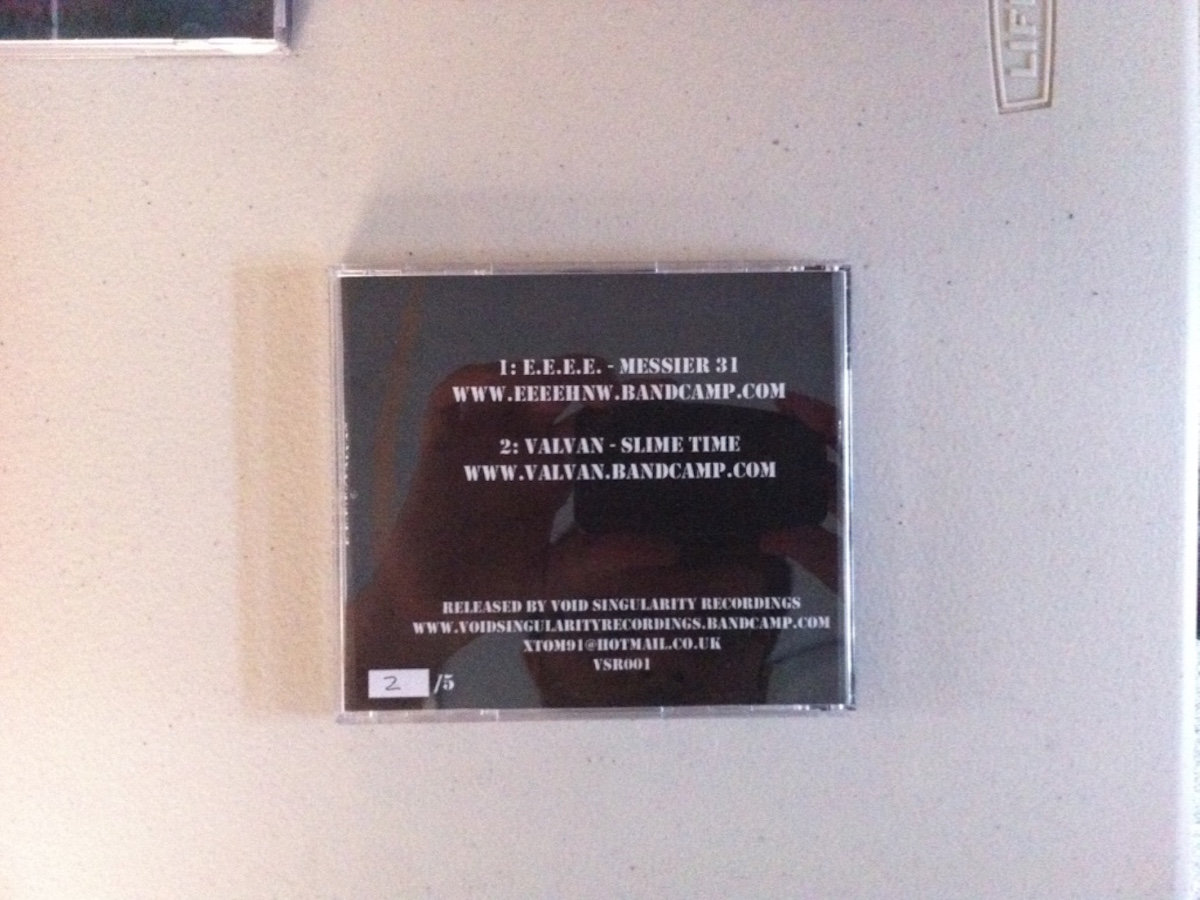 LIF
1: E.E.E.E. - MESSIER 31
WWW.EEEEHNW.BANDCAMP.COM
2: VALVAN - SLIME TIME
WWW.VALVAN.BANDCAMP.COM
RELEASED BY VOID SINGULARITY RECORDINGS
WWW.VOIDSINGULARITYRECORDINGS.BANDCAMP.COM
XTOM91@HOTMAIL.CO.UK
VSR001
2 /5